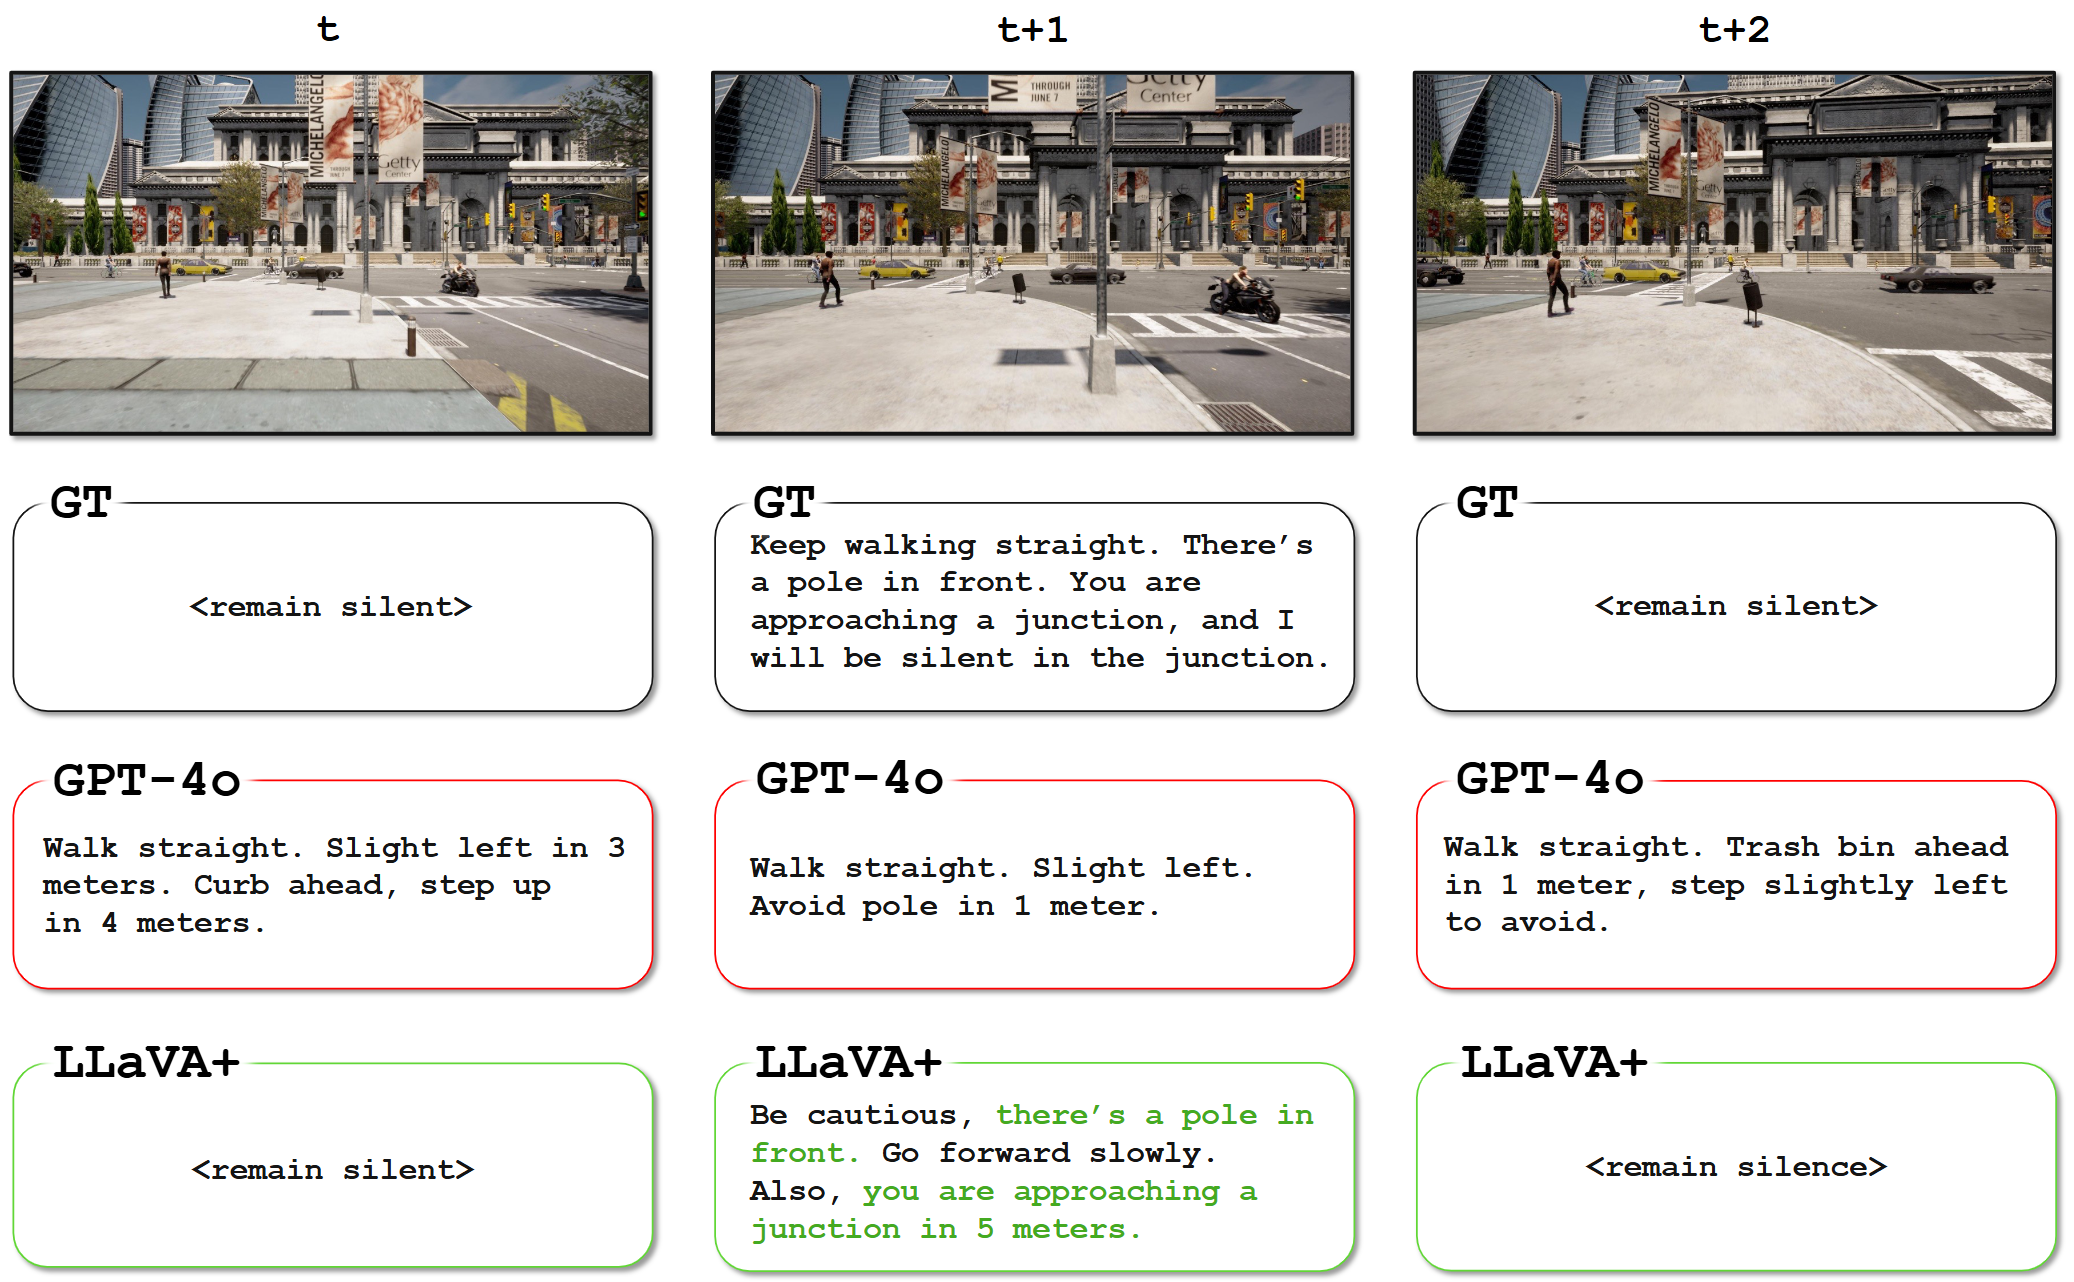 t
t+1
t+2
MICHELANGELO
Getty
Center
MICHELANGELO
M
THROUGH
JUNE 7
Getty
Center
MICHELANGELO
MICHELANGELO
Getty
GT
<remain silent>
GT
Keep walking straight. There’s
a pole in front. You are
approaching a junction, and I
will be silent in the junction.
GT
<remain silent>
GPT-4o
Walk straight. Slight left in 3
meters. Curb ahead, step up
in 4 meters.
GPT-4o
Walk straight. Slight left.
Avoid pole in 1 meter.
GPT-4o
Walk straight. Trash bin ahead
in 1 meter, step slightly left
to avoid.
LLaVA+
<remain silent>
LLaVA+
Be cautious, there’s a pole in
front. Go forward slowly.
Also, you are approaching a
junction in 5 meters.
LLaVA+
<remain silence>